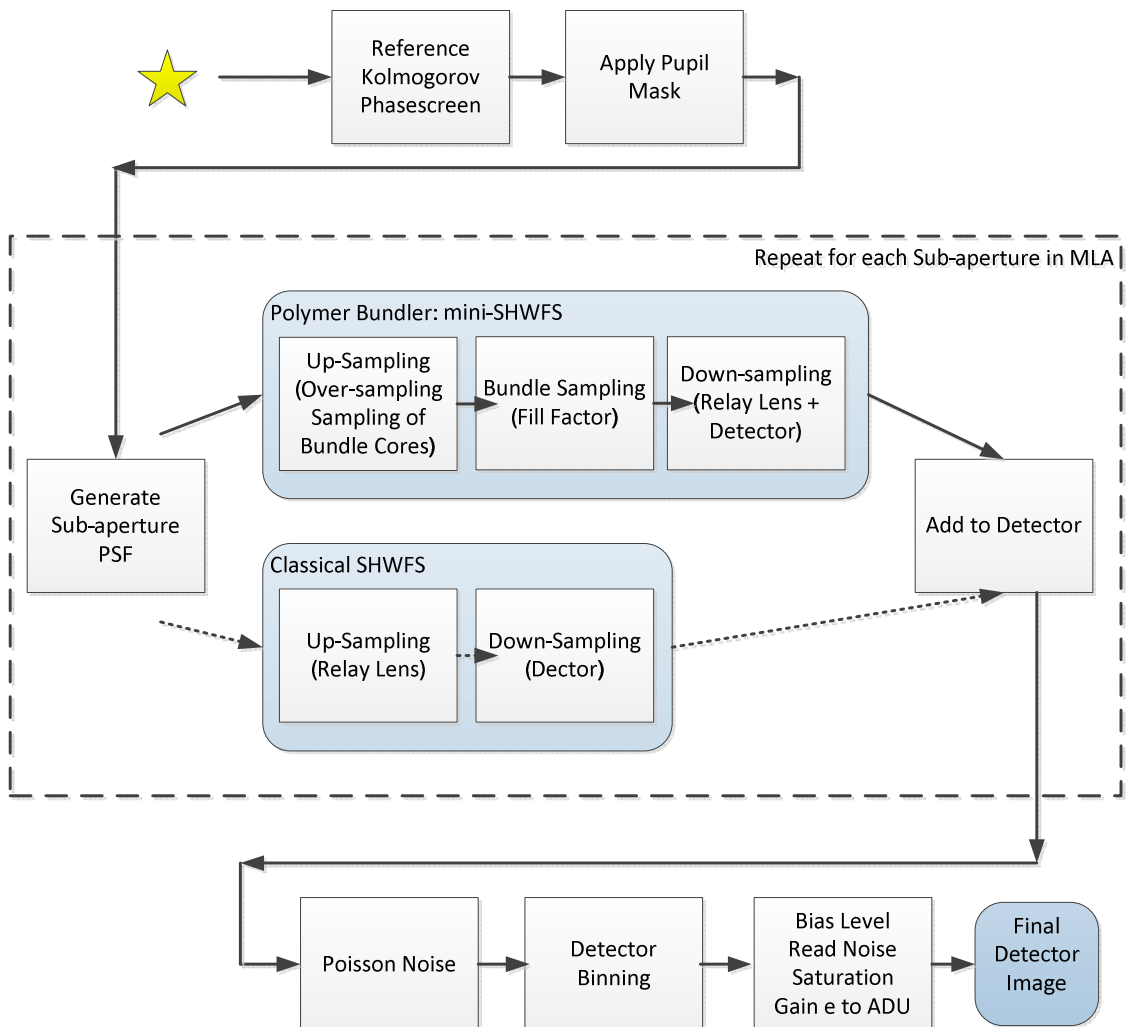 Reference
Kolmogorov
Phasescreen
Apply Pupil
Mask
Repeat for each Sub-aperture in MLA
Polymer Bundler: mini-SHWFS
Up-Sampling
(Over-sampling
Sampling of
Bundle Cores)
Bundle Sampling
(Fill Factor)
Down-sampling
(Relay Lens +
Detector)
Generate
Sub-aperture
PSF
Add to Detector
Classical SHWFS
Up-Sampling
(Relay Lens)
Down-Sampling
(Dector)
Poisson Noise
Detector
Binning
Bias Level
Read Noise
Saturation
Gain e to ADU
Final
Detector
Image